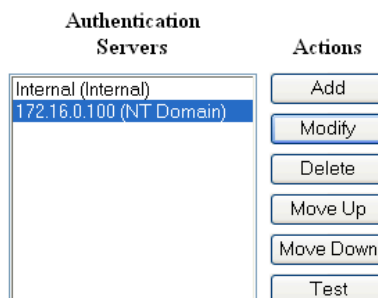 Authentication
Servers
Actions
Internal (Internal)
172.16.0.100 (NT Domain)
Add
Modify
Delete
Move Up
Move Down
Test